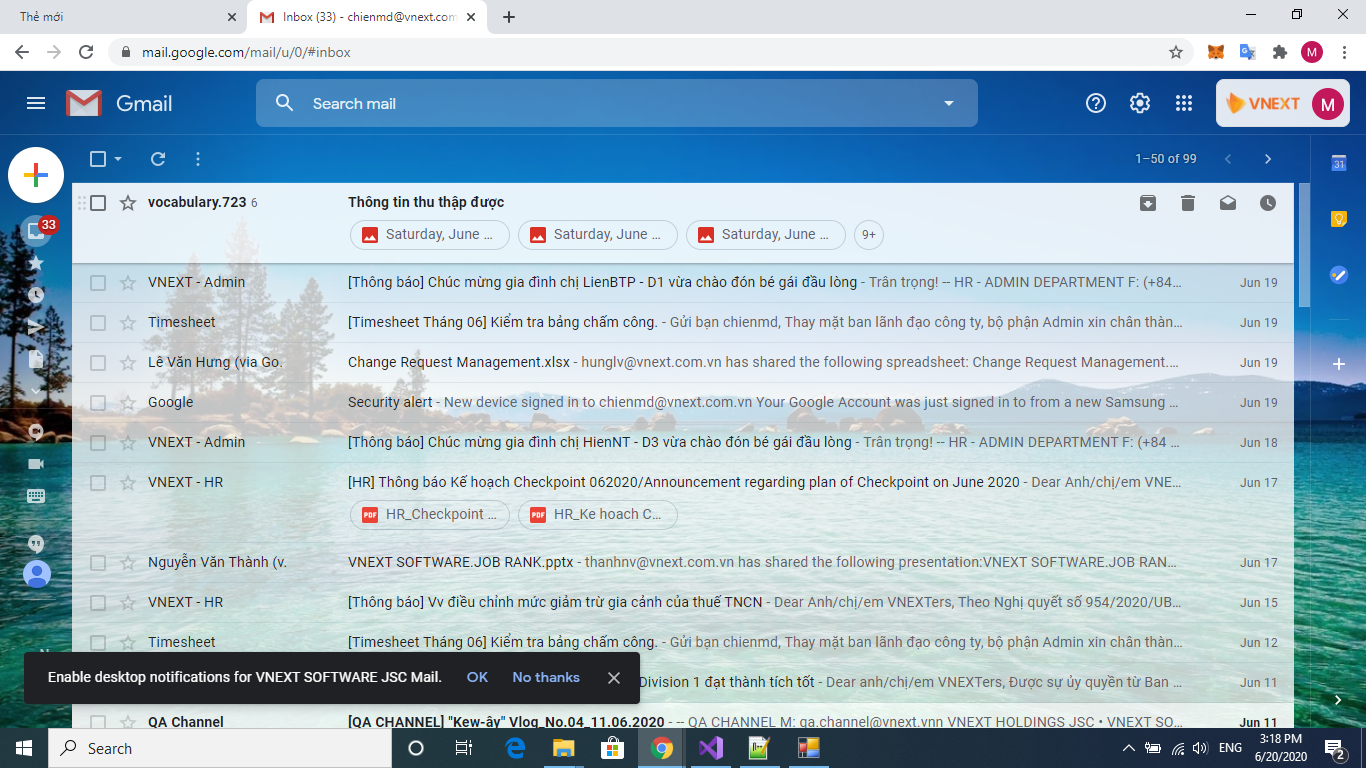 Thẻ mới
Inbox (33) - chienmd@vnext.com
mail.google.com/mail/u/0/#inbox
M
Gmail
Search mail
VNEXT
M
1–50 of 99
31
33
vocabulary.723 6
Thông tin thu thập được
Saturday, June ...
Saturday, June ...
Saturday, June ...
9+
VNEXT - Admin
[Thông báo] Chúc mừng gia đình chị LienBTP - D1 vừa chào đón bé gái đầu lòng - Trân trọng! -- HR - ADMIN DEPARTMENT F: (+84...
Jun 19
Timesheet
[Timesheet Tháng 06] Kiểm tra bảng chấm công. - Gửi bạn chienmd, Thay mặt ban lãnh đạo công ty, bộ phận Admin xin chân thàn...
Jun 19
Lê Văn Hưng (via Go.
Change Request Management.xlsx - hunglv@vnext.com.vn has shared the following spreadsheet: Change Request Management....
Jun 19
Google
Security alert - New device signed in to chienmd@vnext.com.vn Your Google Account was just signed in to from a new Samsung ...
Jun 19
VNEXT - Admin
[Thông báo] Chúc mừng gia đình chị HienNT - D3 vừa chào đón bé gái đầu lòng - Trân trọng! -- HR - ADMIN DEPARTMENT F: (+84 ...
Jun 18
VNEXT - HR
[HR] Thông báo Kế hoạch Checkpoint 062020/Announcement regarding plan of Checkpoint on June 2020 - Dear Anh/chị/em VNE...
Jun 17
PDF HR_Checkpoint ...
PDF HR_Ke hoach C...
Nguyễn Văn Thành (v.
VNEXT SOFTWARE.JOB RANK.pptx - thanhnv@vnext.com.vn has shared the following presentation:VNEXT SOFTWARE.JOB RAN...
Jun 17
VNEXT - HR
[Thông báo] Vv điều chỉnh mức giảm trừ gia cảnh của thuế TNCN - Dear Anh/chị/em VNEXTers, Theo Nghị quyết số 954/2020/UB...
Jun 15
Timesheet
[Timesheet Tháng 06] Kiểm tra bảng chấm công. - Gửi bạn chienmd, Thay mặt ban lãnh đạo công ty, bộ phận Admin xin chân thàn...
Jun 12
Enable desktop notifications for VNEXT SOFTWARE JSC Mail.
OK
No thanks
Division 1 đạt thành tích tốt - Dear anh/chị/em VNEXTers, Được sự ủy quyền từ Ban ...
Jun 11
QA Channel
[QA CHANNEL] "Kew-ây" Vlog_No.04_11.06.2020 - -- QA CHANNEL M: qa.channel@vnext.vnn VNEXT HOLDINGS JSC • VNEXT SO...
Jun 11
Search
ENG
3:18 PM
6/20/2020
2